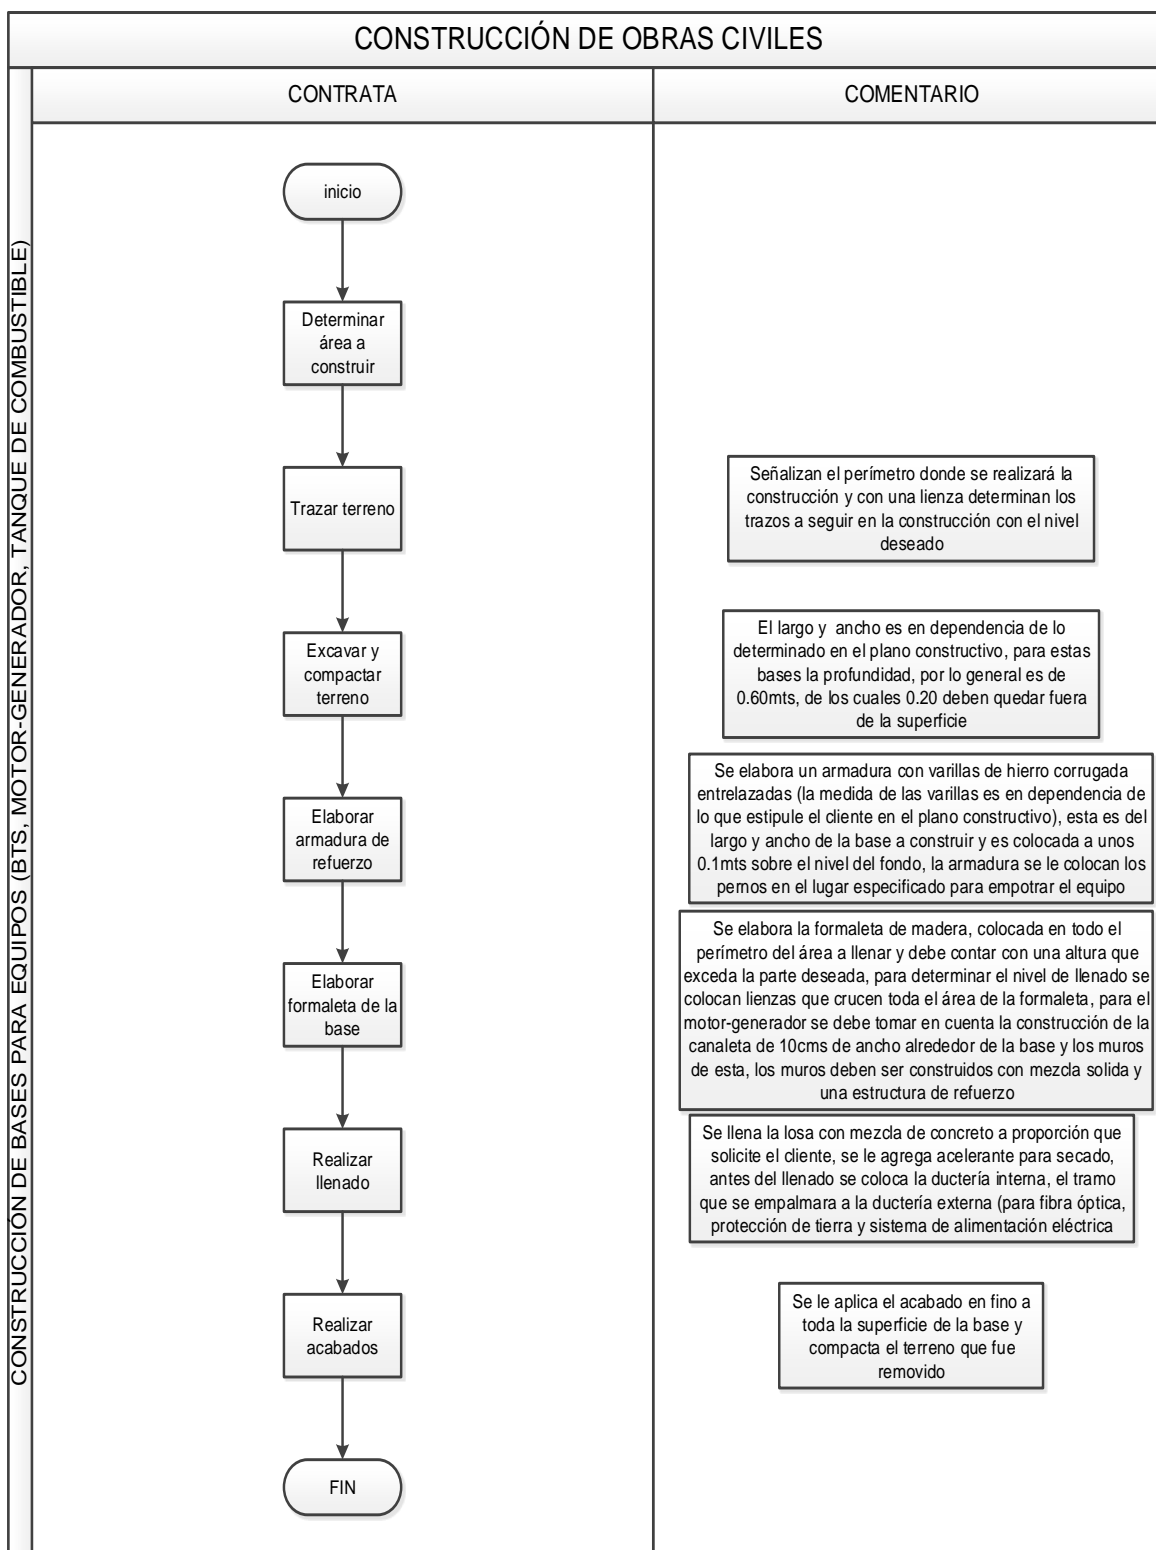 CONSTRUCCIÓN DE OBRAS CIVILES
CONTRATA
COMENTARIO
CONSTRUCCIÓN DE BASES PARA EQUIPOS (BTS, MOTOR-GENERADOR, TANQUE DE COMBUSTIBLE)
inicio
Determinar
área a
construir
Trazar terreno
Señalizan el perímetro donde se realizará la
construcción y con una lienza determinan los
trazos a seguir en la construcción con el nivel
deseado
Excavar y
compactar
terreno
El largo y ancho es en dependencia de lo
determinado en el plano constructivo, para estas
bases la profundidad, por lo general es de
0.60mts, de los cuales 0.20 deben quedar fuera
de la superficie
Elaborar
armadura de
refuerzo
Se elabora un armadura con varillas de hierro corrugada
entrelazadas (la medida de las varillas es en dependencia de
lo que estipule el cliente en el plano constructivo), esta es del
largo y ancho de la base a construir y es colocada a unos
0.1mts sobre el nivel del fondo, la armadura se le colocan los
pernos en el lugar especificado para empotrar el equipo
Elaborar
formaleta de la
base
Se elabora la formaleta de madera, colocada en todo el
perímetro del área a llenar y debe contar con una altura que
exceda la parte deseada, para determinar el nivel de llenado se
colocan lienzas que crucen toda el área de la formaleta, para el
motor-generador se debe tomar en cuenta la construcción de la
canaleta de 10cms de ancho alrededor de la base y los muros
de esta, los muros deben ser construidos con mezcla solida y
una estructura de refuerzo
Realizar
llenado
Se llena la losa con mezcla de concreto a proporción que
solicite el cliente, se le agrega acelerante para secado,
antes del llenado se coloca la ductería interna, el tramo
que se empalmara a la ductería externa (para fibra óptica,
protección de tierra y sistema de alimentación eléctrica
Realizar
acabados
Se le aplica el acabado en fino a
toda la superficie de la base y
compacta el terreno que fue
removido
FIN